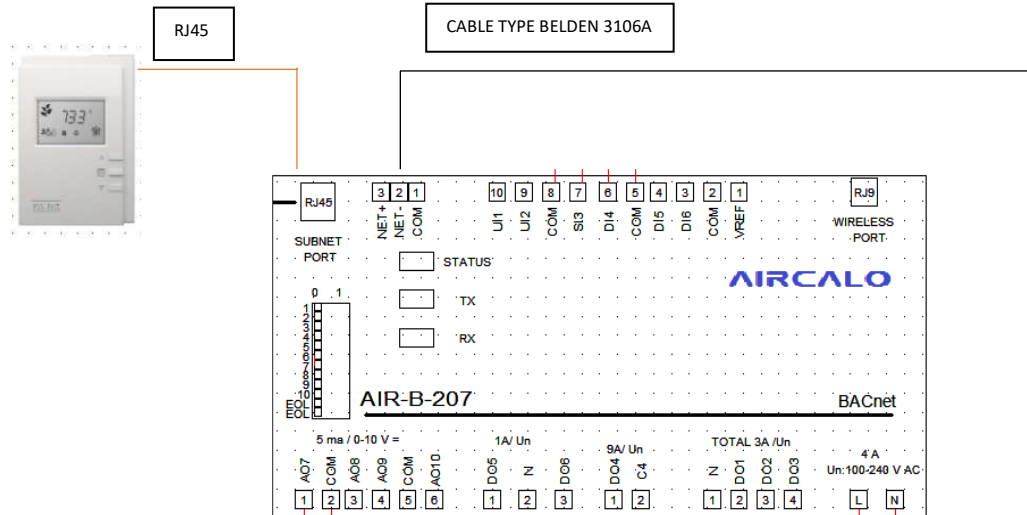 RJ45
CABLE TYPE BELDEN 3106A
733
RJ45
3 2 1
NET+ NET- COM
10 9 8 7 6 5 4 3 2 1
UI1 UI2 COM SI3 DI4 COM DI5 DI6 COM VREF
RJ9
WIRELESS
PORT
SUBNET
PORT
STATUS
TX
RX
AIRCALO
0 1
1
2
3
4
5
6
7
8
9
10
EOL
EOL
AIR-B-207
BACnet
5 ma / 0-10 V =
1A/ Un
9A/ Un
TOTAL 3A /Un
4 A
Un:100-240 V AC
AO7 COM AO8 AO9 COM AO10
DO5 N DO6
DO4 C4
N DO1 DO2 DO3
1 2 3 4 5 6
1 2 3
1 2
1 2 3 4
L N